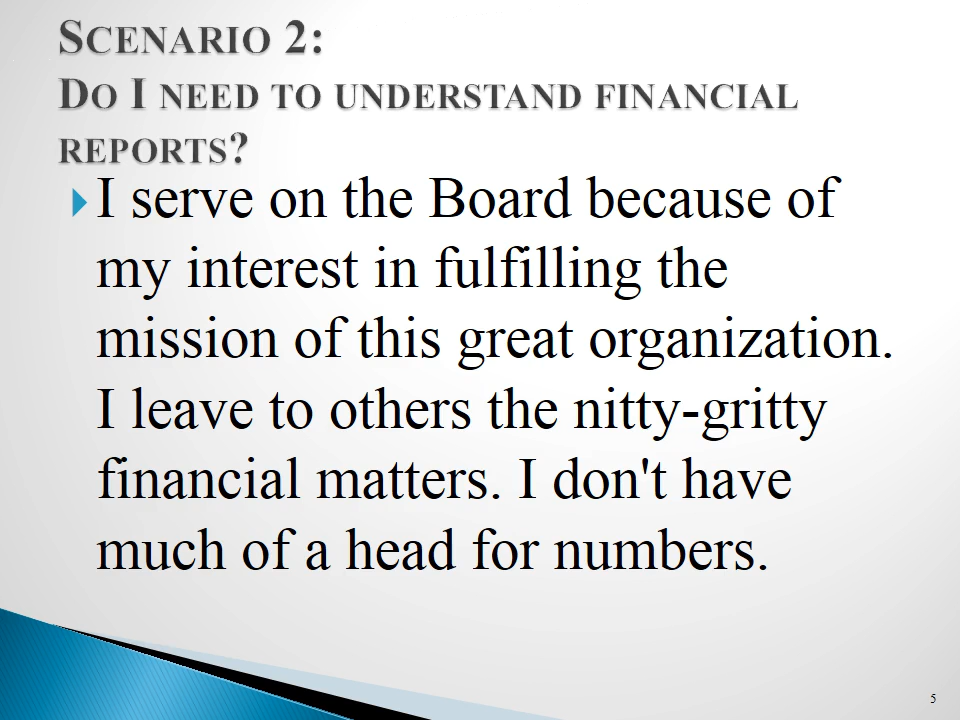 SCENARIO 2:
DO I NEED TO UNDERSTAND FINANCIAL
REPORTS?
I serve on the Board because of
my interest in fulfilling the
mission of this great organization.
I leave to others the nitty-gritty
financial matters. I don't have
much of a head for numbers.
5